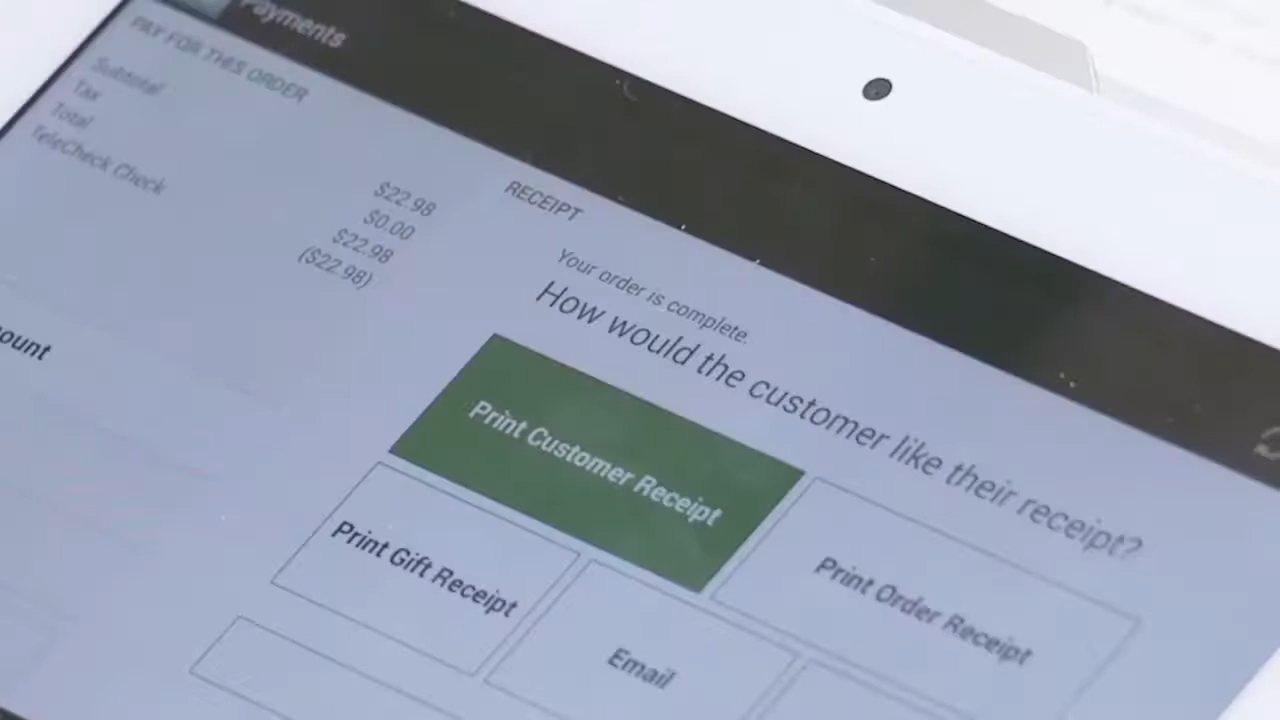 Payments
PAY FOR THIS ORDER
Subtotal
$22.98
Tax
$0.00
Total
$22.98
TeleCheck Check
($22.98)
ount
RECEIPT
Your order is complete.
How would the customer like their receipt?
Print Customer Receipt
Print Order Receipt
Print Gift Receipt
Email